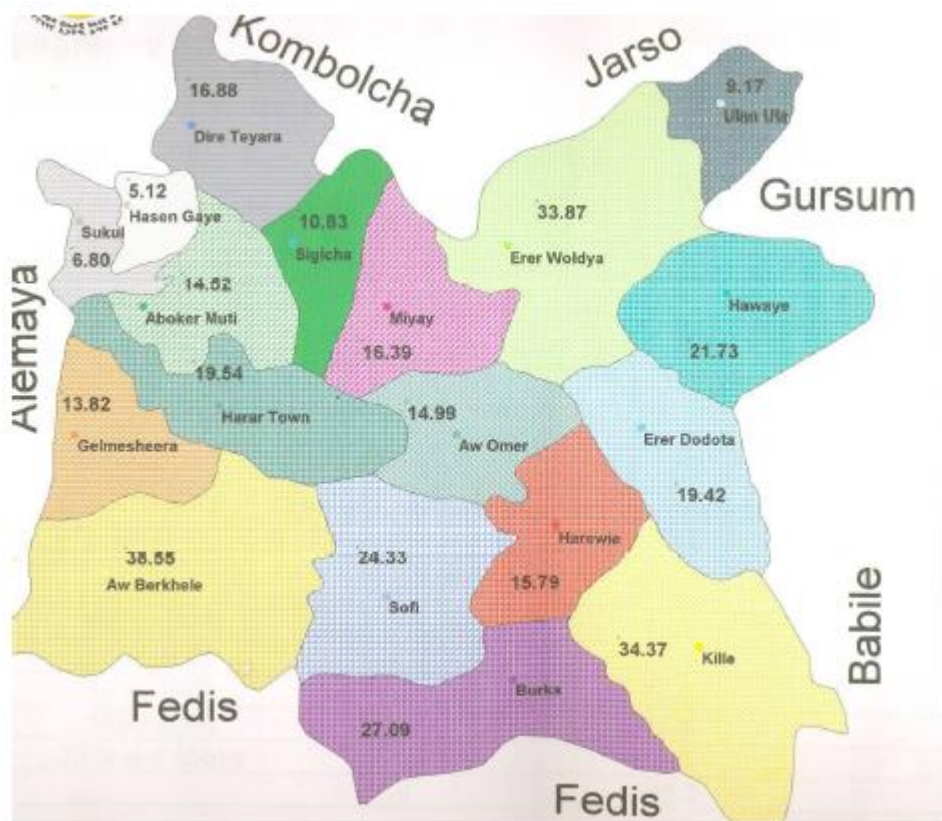 Kombolcha
Jarso
9.17
16.88
Dire Teyara
Gursum
5.12
Hasen Gaye
Sukul
6.80
10.83
Sigicha
33.87
Erer Woldya
14.52
Aboker Muti
Miyay
16.39
Hawaye
21.73
Alemaya
19.54
Harar Town
13.82
Gelmesheera
14.99
Aw Omer
Erer Dodota
19.42
38.55
Aw Berkhele
24.33
Sofi
Harewie
15.79
34.37
Kille
Babile
Burka
27.09
Fedis
Fedis